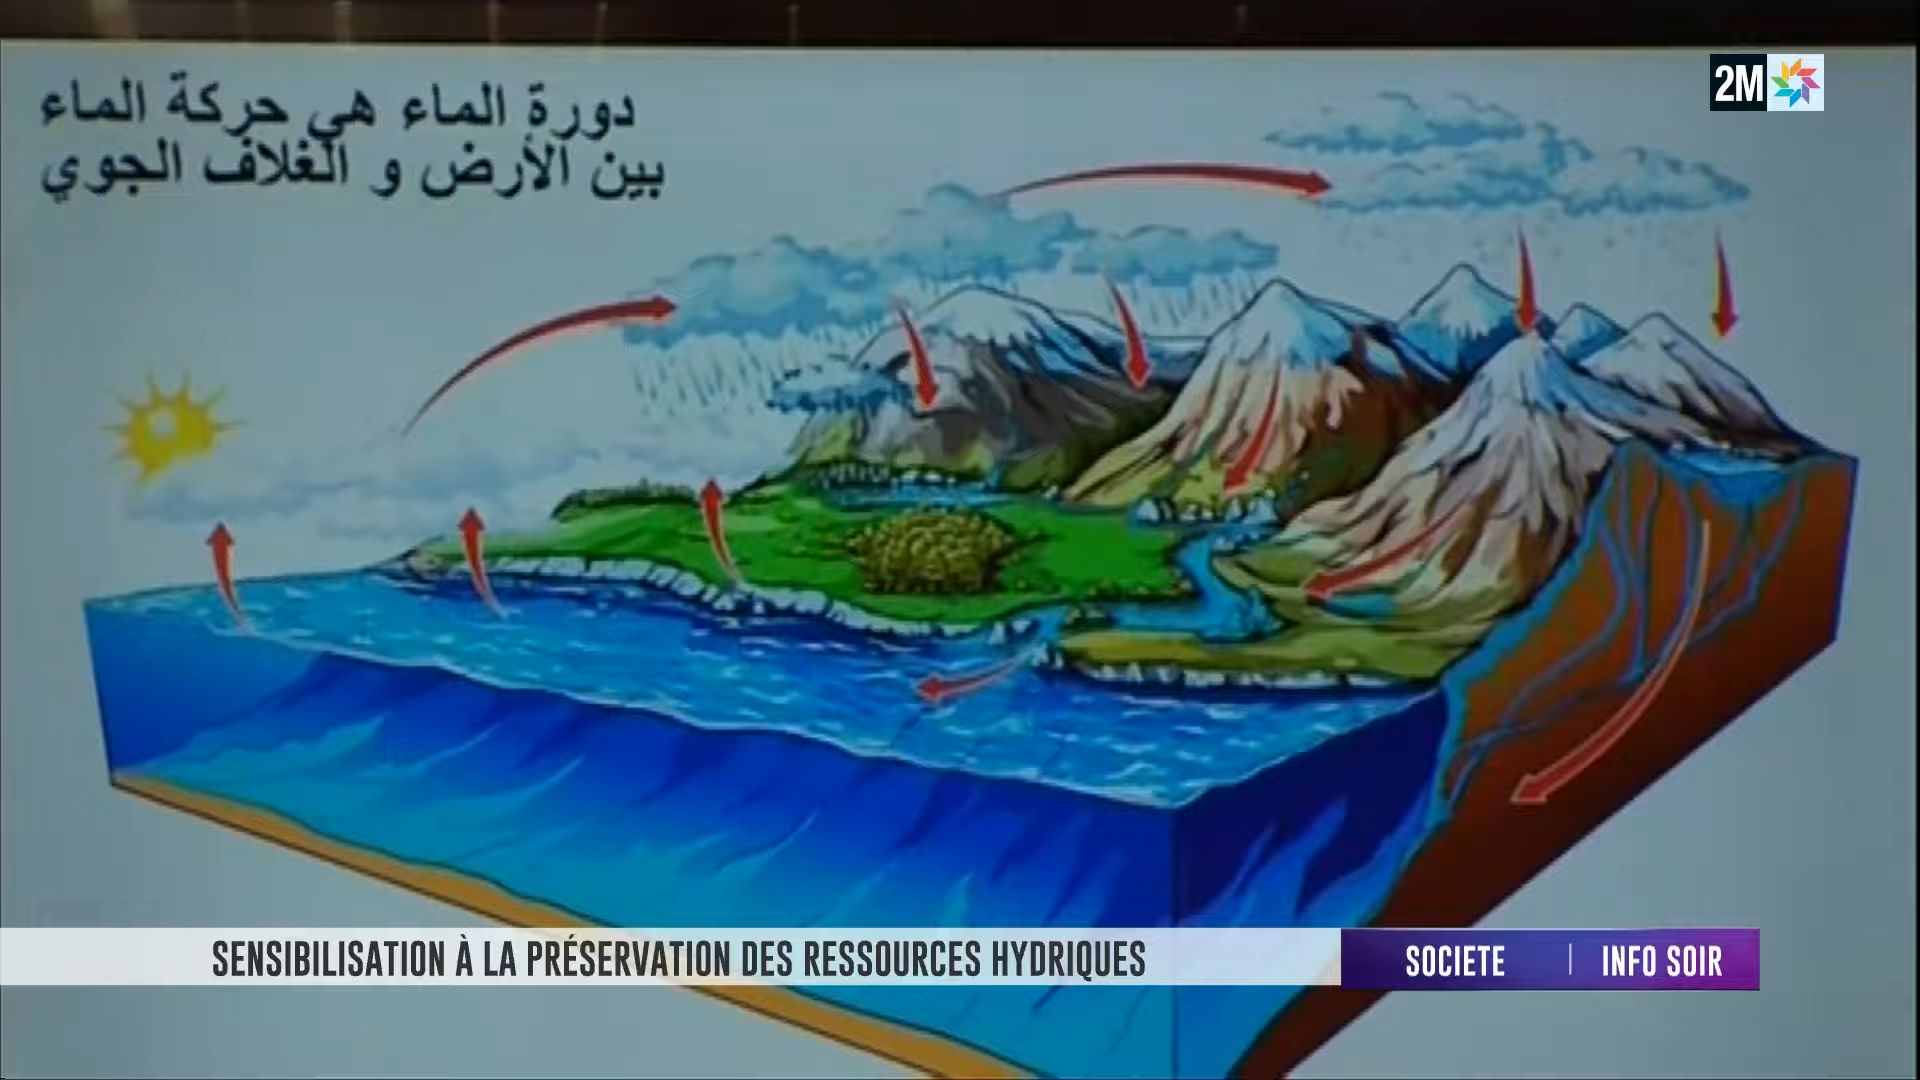 دورة الماء هي حركة الماء
بين الأرض و الغلاف الجوي
2M
SENSIBILISATION À LA PRÉSERVATION DES RESSOURCES HYDRIQUES
SOCIETE | INFO SOIR